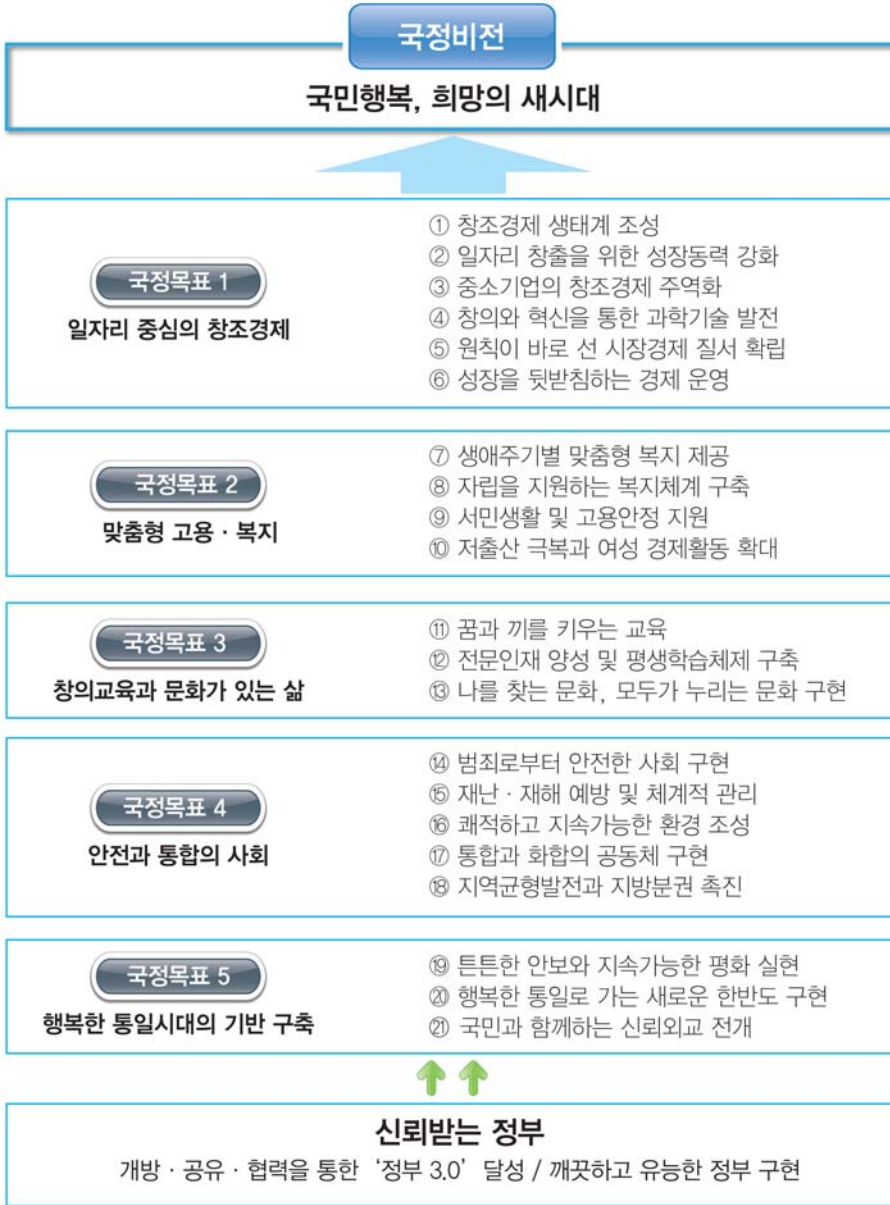 국정비전
국민행복, 희망의 새시대
국정목표 1
일자리 중심의 창조경제
① 창조경제 생태계 조성
② 일자리 창출을 위한 성장동력 강화
③ 중소기업의 창조경제 주역화
④ 창의와 혁신을 통한 과학기술 발전
⑤ 원칙이 바로 선 시장경제 질서 확립
⑥ 성장을 뒷받침하는 경제 운영
국정목표 2
맞춤형 고용 · 복지
⑦ 생애주기별 맞춤형 복지 제공
⑧ 자립을 지원하는 복지체계 구축
⑨ 서민생활 및 고용안정 지원
⑩ 저출산 극복과 여성 경제활동 확대
국정목표 3
창의교육과 문화가 있는 삶
⑪ 꿈과 끼를 키우는 교육
⑫ 전문인재 양성 및 평생학습체제 구축
⑬ 나를 찾는 문화, 모두가 누리는 문화 구현
국정목표 4
안전과 통합의 사회
⑭ 범죄로부터 안전한 사회 구현
⑮ 재난 · 재해 예방 및 체계적 관리
⑯ 쾌적하고 지속가능한 환경 조성
⑰ 통합과 화합의 공동체 구현
⑱ 지역균형발전과 지방분권 촉진
국정목표 5
행복한 통일시대의 기반 구축
⑲ 튼튼한 안보와 지속가능한 평화 실현
⑳ 행복한 통일로 가는 새로운 한반도 구현
㉑ 국민과 함께하는 신뢰외교 전개
신뢰받는 정부
개방 · 공유 · 협력을 통한 ‘정부 3.0’ 달성 / 깨끗하고 유능한 정부 구현